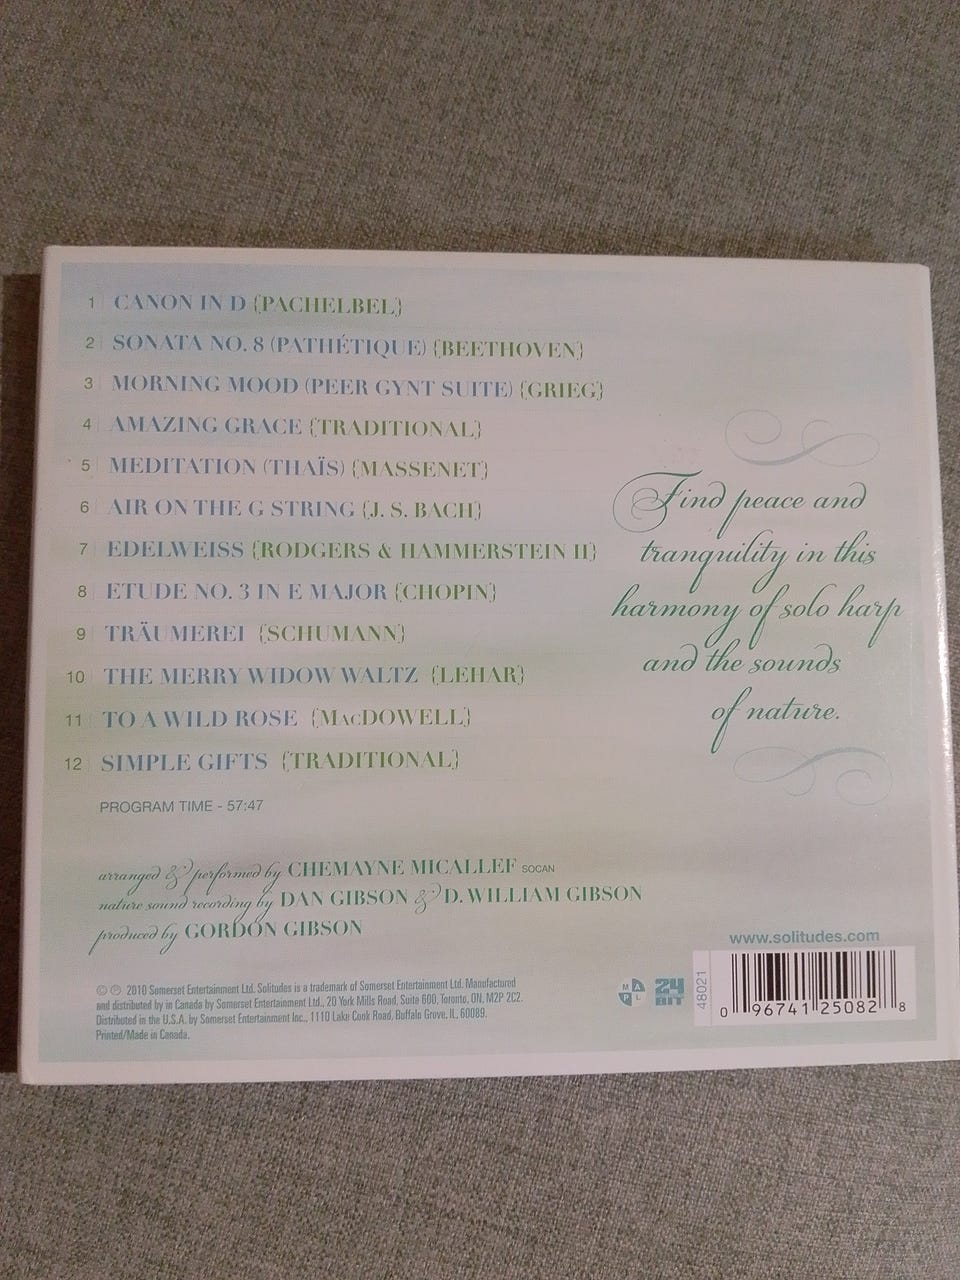 1 CANON IN D {PACHELBEL}
2 SONATA NO. 8 (PATHÉTIQUE) {BEETHOVEN}
3 MORNING MOOD (PEER GYNT SUITE) {GRIEG}
4 AMAZING GRACE {TRADITIONAL}
5 MEDITATION (THAÏS) {MASSENET}
6 AIR ON THE G STRING {J. S. BACH}
7 EDELWEISS {RODGERS & HAMMERSTEIN II}
8 ETUDE NO. 3 IN E MAJOR {CHOPIN}
9 TRÄUMEREI {SCHUMANN}
10 THE MERRY WIDOW WALTZ {LEHAR}
11 TO A WILD ROSE {MacDOWELL}
12 SIMPLE GIFTS {TRADITIONAL}
PROGRAM TIME - 57:47
Find peace and
tranquility in this
harmony of solo harp
and the sounds
of nature.
arranged & performed by CHEMAYNE MICALLEF SOCAN
nature sound recording by DAN GIBSON & D. WILLIAM GIBSON
produced by GORDON GIBSON
© ℗ 2010 Somerset Entertainment Ltd. Solitudes is a trademark of Somerset Entertainment Ltd. Manufactured
and distributed by in Canada by Somerset Entertainment Ltd., 20 York Mills Road, Suite 600, Toronto, ON, M2P 2C2.
Distributed in the U.S.A. by Somerset Entertainment Inc., 1110 Lake Cook Road, Buffalo Grove, IL, 60089.
Printed/Made in Canada.
M A P L
24 BIT
www.solitudes.com
48021
0 96741 25082 8